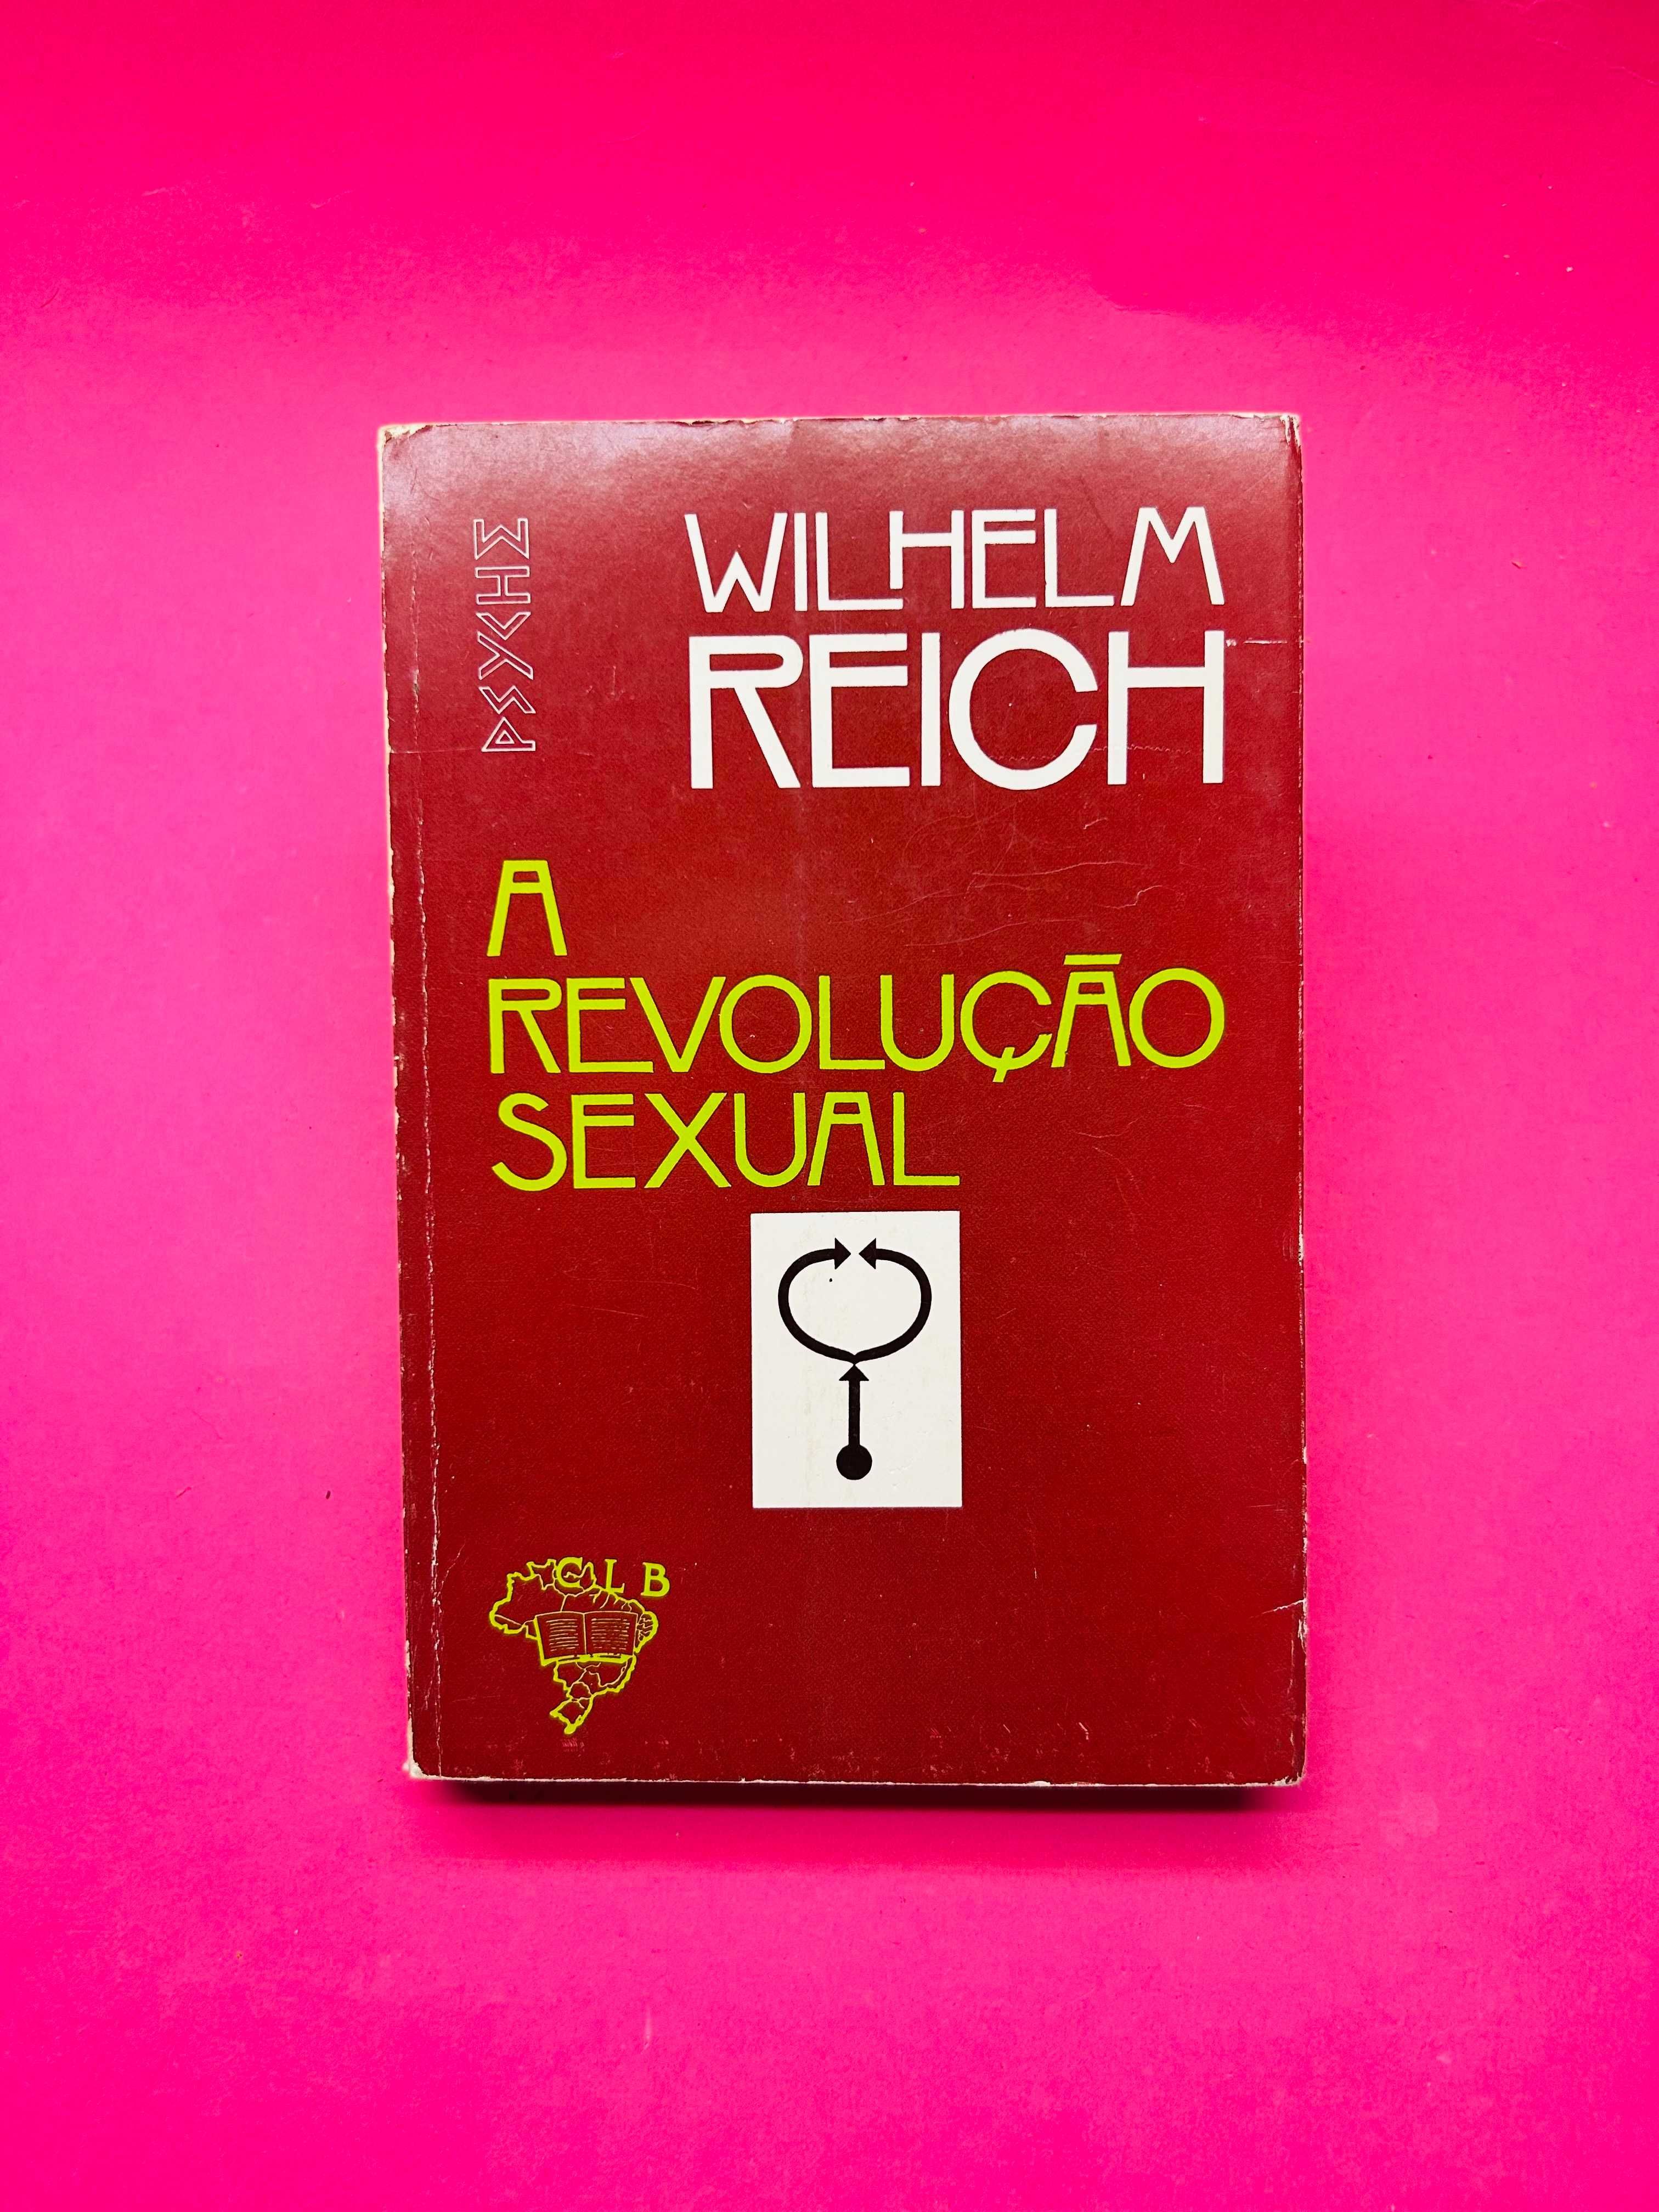 PSYCHE
WILHELM
REICH
A
REVOLUÇÃO
SEXUAL
CLB